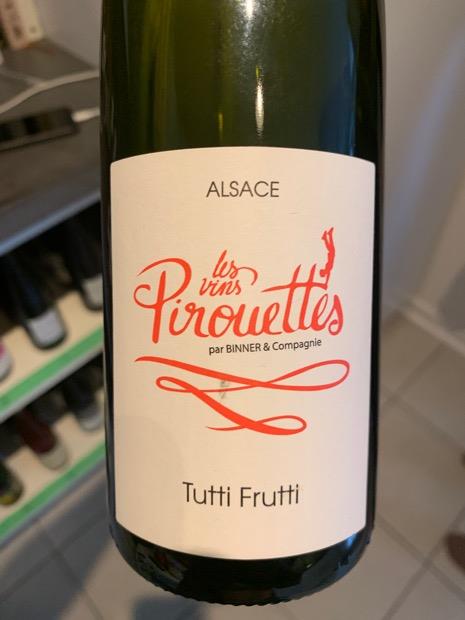 ALSACE
les
vins
Pirouettes
par BINNER & Compagnie
Tutti Frutti